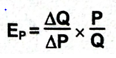 Eₚ = ΔQ/ΔP × P/Q